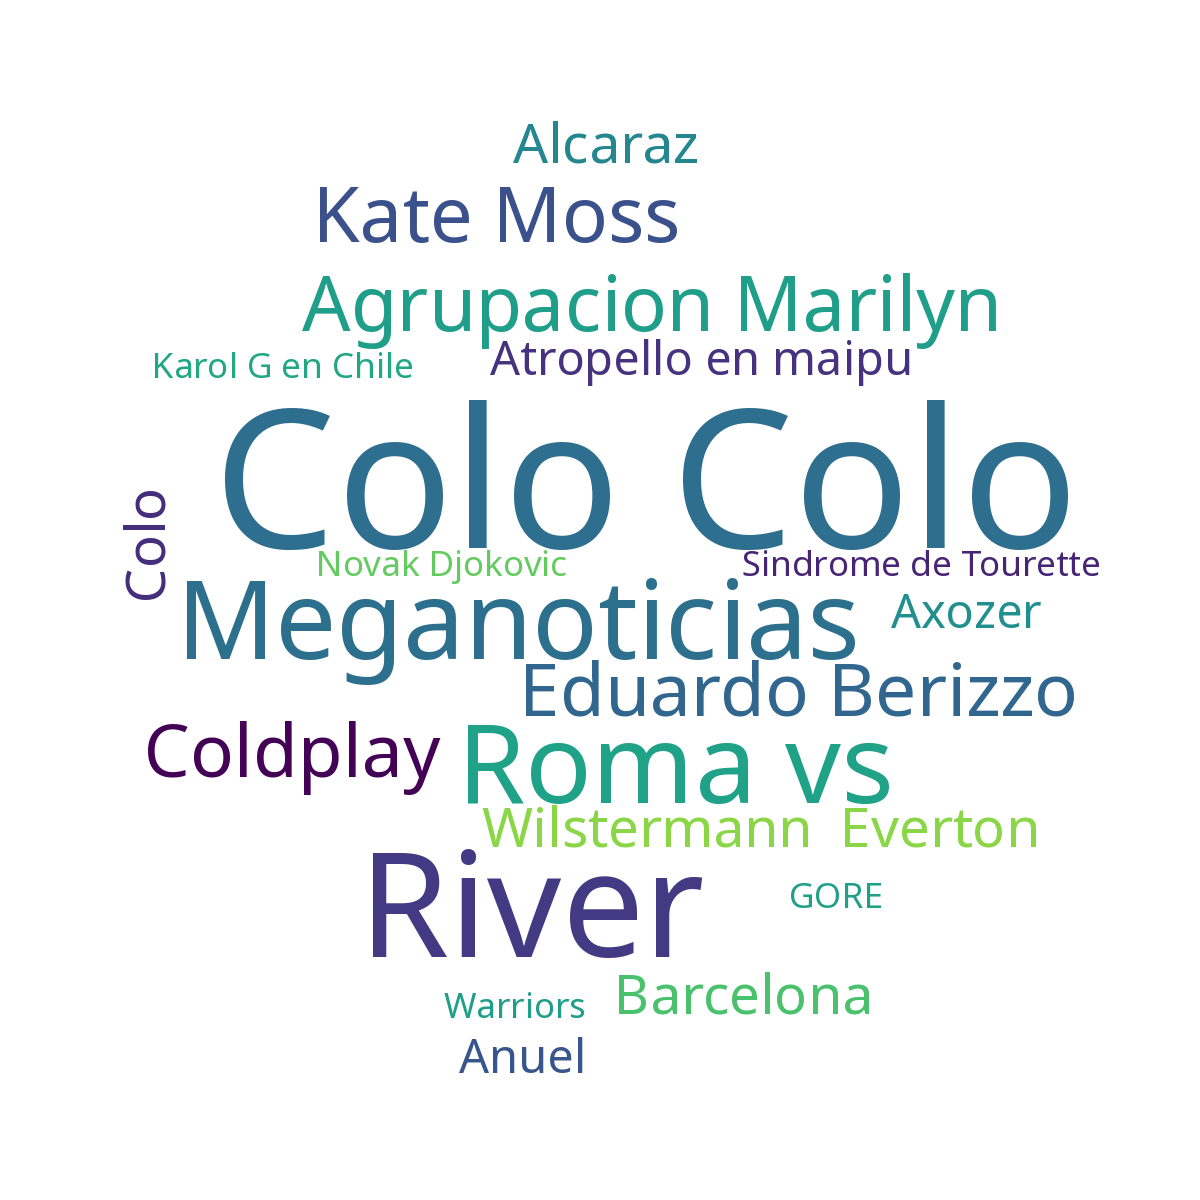 Alcaraz
Kate Moss
Agrupacion Marilyn
Karol G en Chile
Atropello en maipu
Colo Colo
Colo
Novak Djokovic
Sindrome de Tourette
Meganoticias
Axozer
Eduardo Berizzo
Coldplay
Roma vs
Wilstermann
Everton
River
GORE
Warriors
Barcelona
Anuel